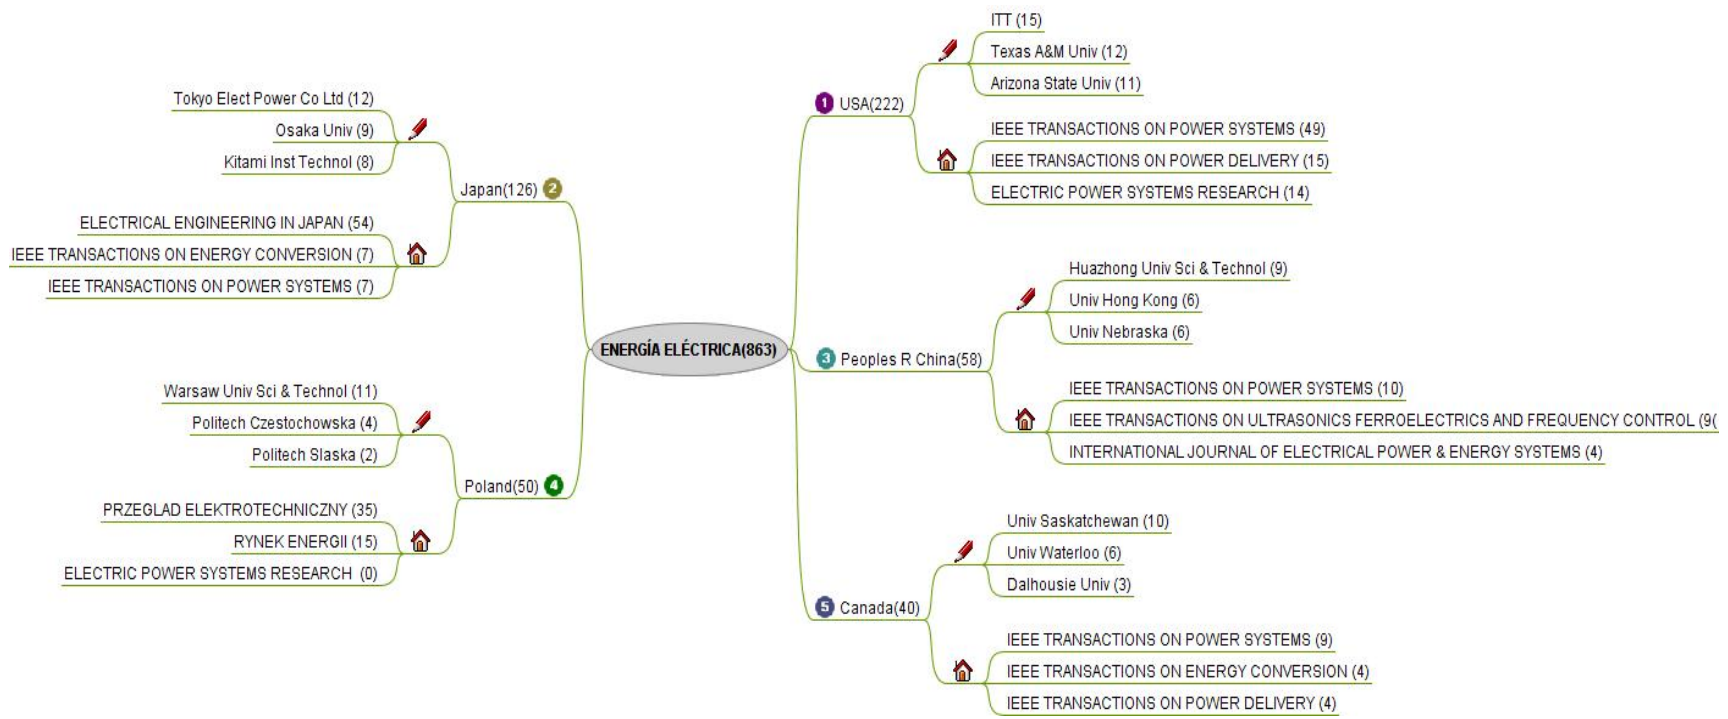 ENERGÍA ELÉCTRICA(863)
1 USA(222)
ITT (15)
Texas A&M Univ (12)
Arizona State Univ (11)
IEEE TRANSACTIONS ON POWER SYSTEMS (49)
IEEE TRANSACTIONS ON POWER DELIVERY (15)
ELECTRIC POWER SYSTEMS RESEARCH (14)
Japan(126) 2
Tokyo Elect Power Co Ltd (12)
Osaka Univ (9)
Kitami Inst Technol (8)
ELECTRICAL ENGINEERING IN JAPAN (54)
IEEE TRANSACTIONS ON ENERGY CONVERSION (7)
IEEE TRANSACTIONS ON POWER SYSTEMS (7)
3 Peoples R China(58)
Huazhong Univ Sci & Technol (9)
Univ Hong Kong (6)
Univ Nebraska (6)
IEEE TRANSACTIONS ON POWER SYSTEMS (10)
IEEE TRANSACTIONS ON ULTRASONICS FERROELECTRICS AND FREQUENCY CONTROL (9(
INTERNATIONAL JOURNAL OF ELECTRICAL POWER & ENERGY SYSTEMS (4)
Poland(50) 4
Warsaw Univ Sci & Technol (11)
Politech Czestochowska (4)
Politech Slaska (2)
PRZEGLAD ELEKTROTECHNICZNY (35)
RYNEK ENERGII (15)
ELECTRIC POWER SYSTEMS RESEARCH (0)
5 Canada(40)
Univ Saskatchewan (10)
Univ Waterloo (6)
Dalhousie Univ (3)
IEEE TRANSACTIONS ON POWER SYSTEMS (9)
IEEE TRANSACTIONS ON ENERGY CONVERSION (4)
IEEE TRANSACTIONS ON POWER DELIVERY (4)